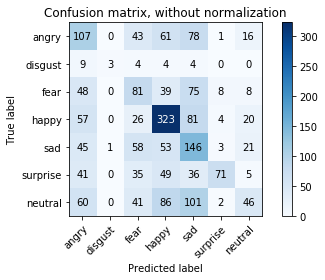 Confusion matrix, without normalization
True label
angry 107 0 43 61 78 1 16
disgust 9 3 4 4 4 0 0
fear 48 0 81 39 75 8 8
happy 57 0 26 323 81 4 20
sad 45 1 58 53 146 3 21
surprise 41 0 35 49 36 71 5
neutral 60 0 41 86 101 2 46
angry disgust fear happy sad surprise neutral
Predicted label
300
250
200
150
100
50
0